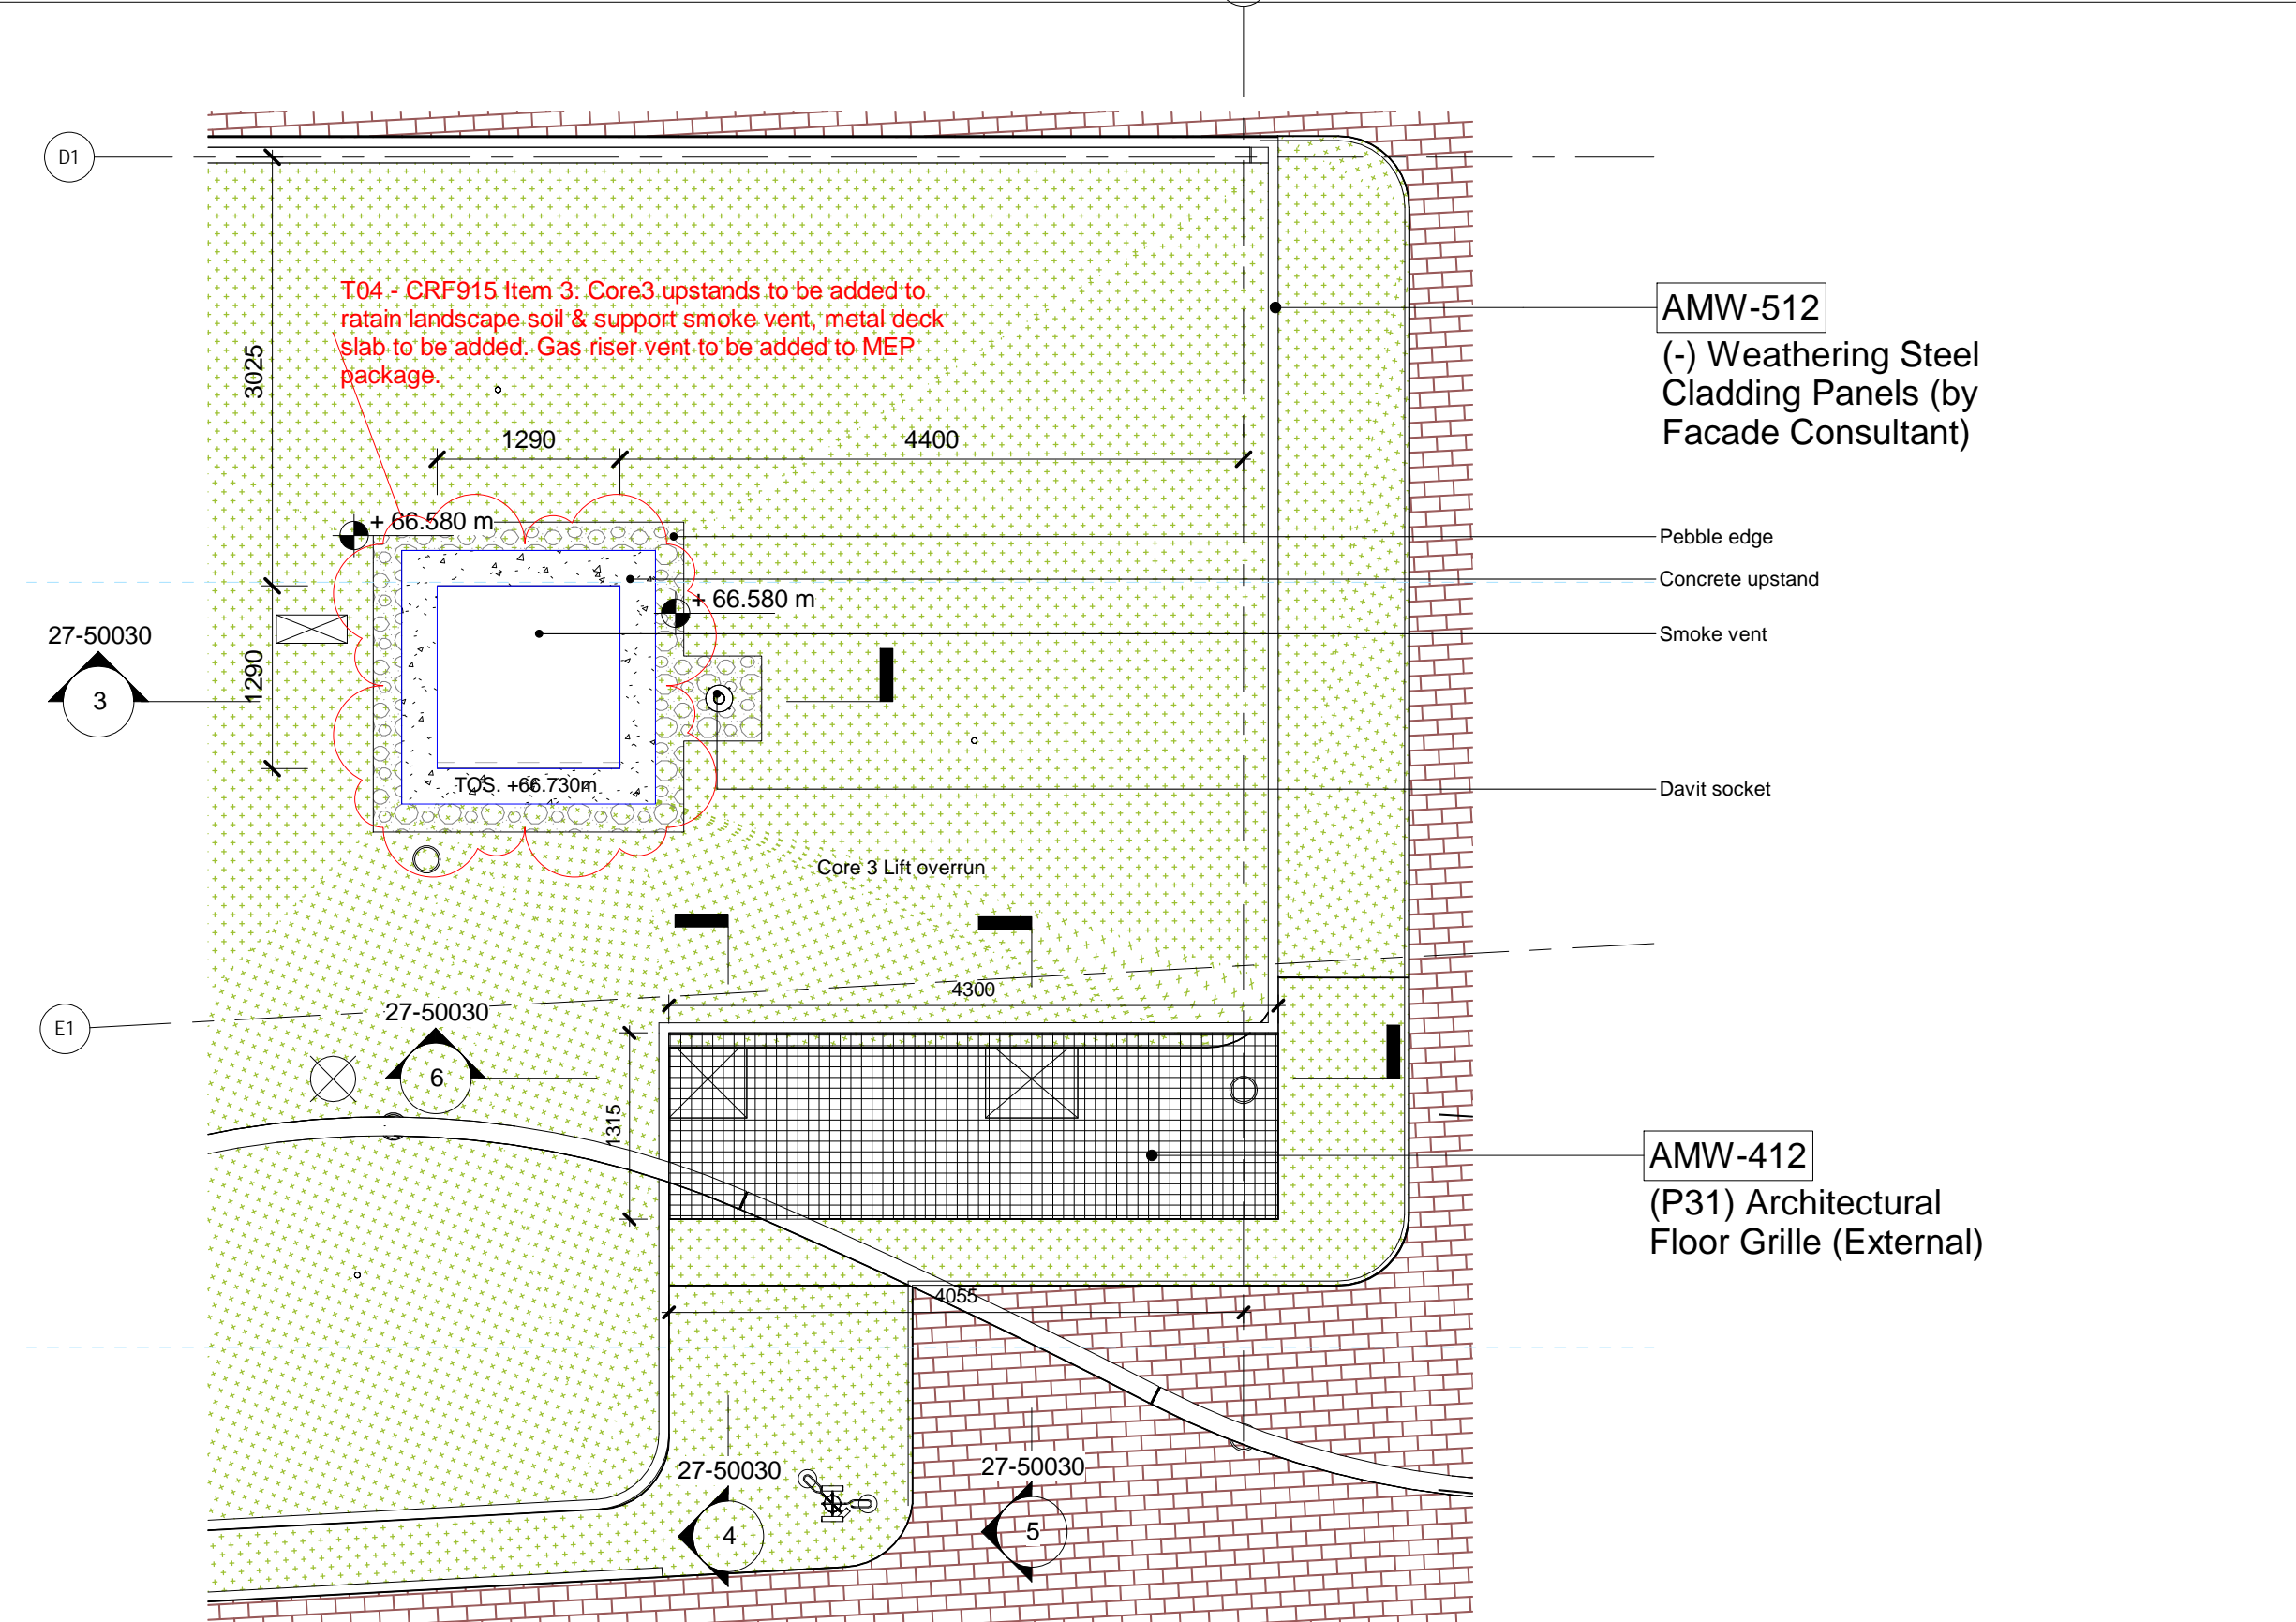 D1
T04 - CRF915 Item 3. Core3 upstands to be added to
ratain landscape soil & support smoke vent, metal deck
slab to be added. Gas riser vent to be added to MEP
package.
3025
1290
4400
AMW-512
(-) Weathering Steel
Cladding Panels (by
Facade Consultant)
+ 66.580 m
Pebble edge
Concrete upstand
+ 66.580 m
Smoke vent
27-50030
3
1290
TOS. +66.730m
Davit socket
Core 3 Lift overrun
4300
E1
27-50030
6
1315
AMW-412
(P31) Architectural
Floor Grille (External)
4055
27-50030
4
27-50030
5